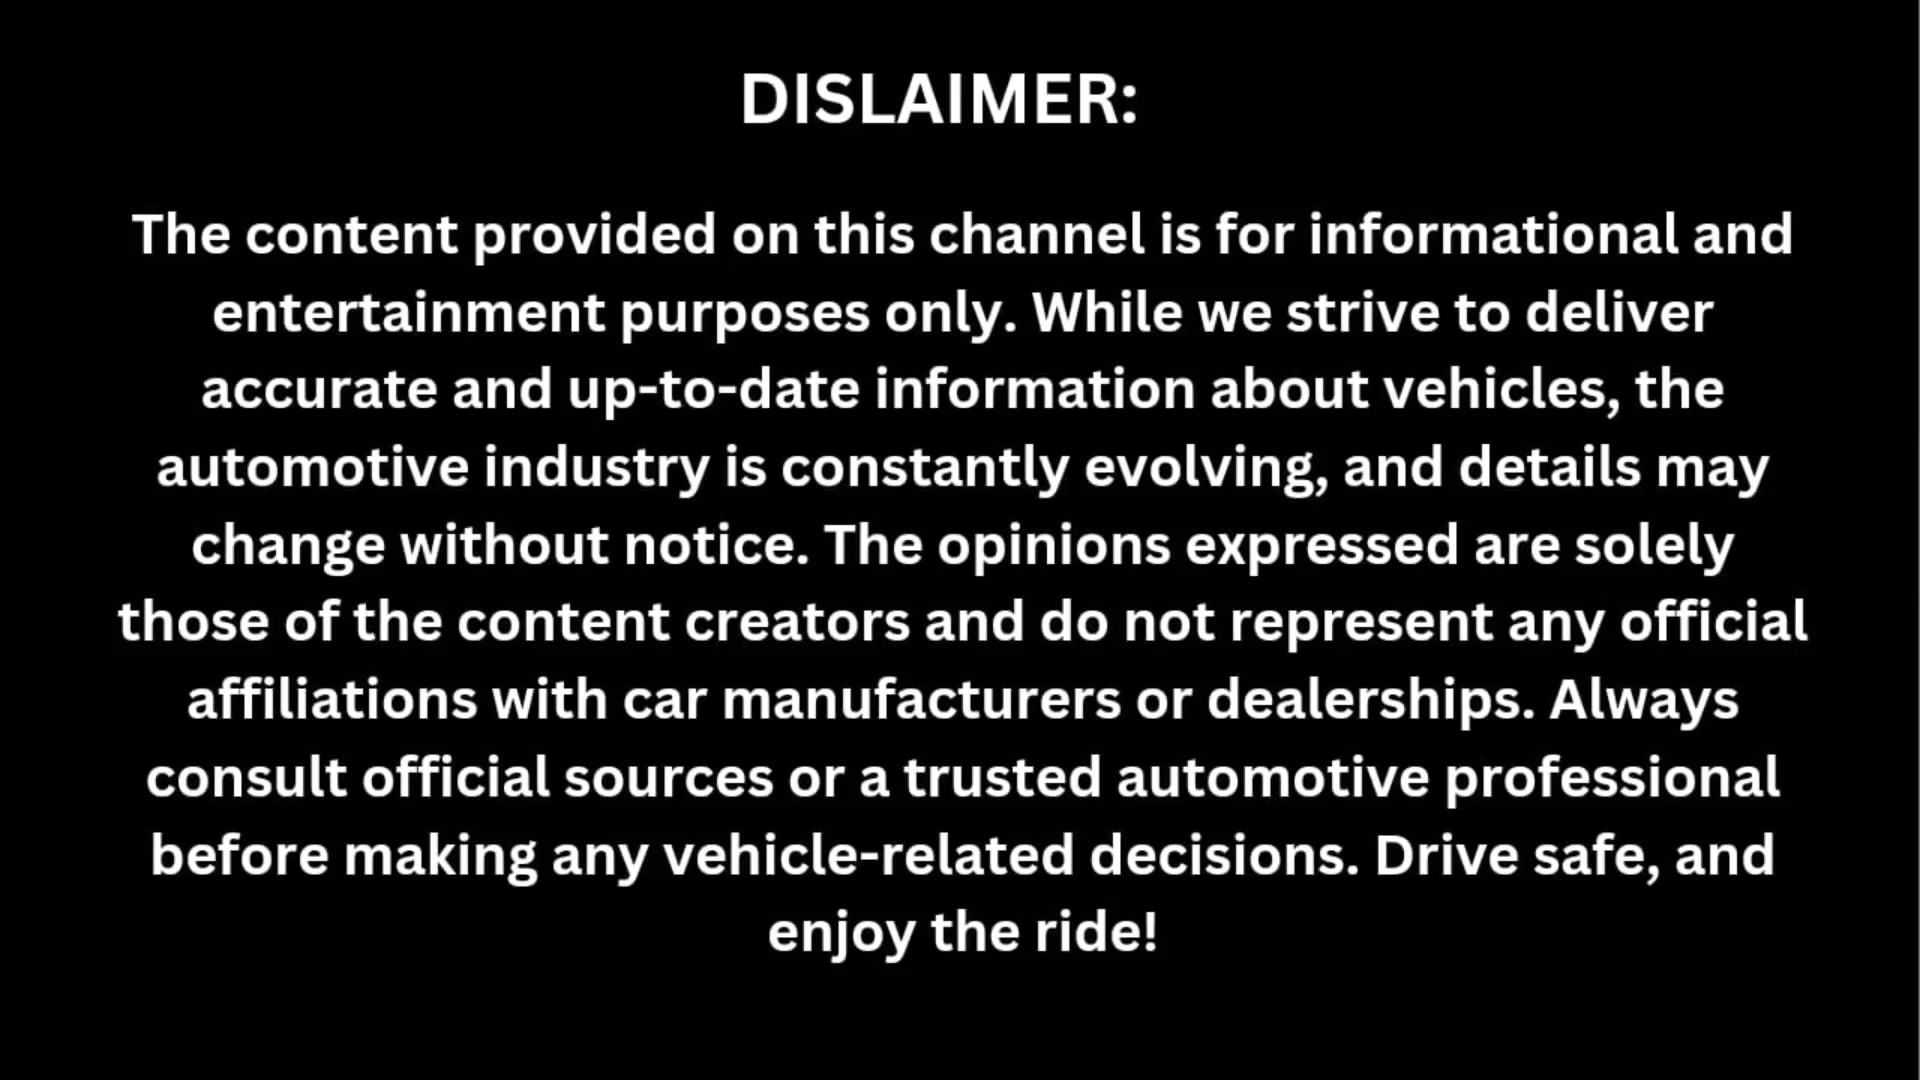 DISLAIMER:
The content provided on this channel is for informational and
entertainment purposes only. While we strive to deliver
accurate and up-to-date information about vehicles, the
automotive industry is constantly evolving, and details may
change without notice. The opinions expressed are solely
those of the content creators and do not represent any official
affiliations with car manufacturers or dealerships. Always
consult official sources or a trusted automotive professional
before making any vehicle-related decisions. Drive safe, and
enjoy the ride!